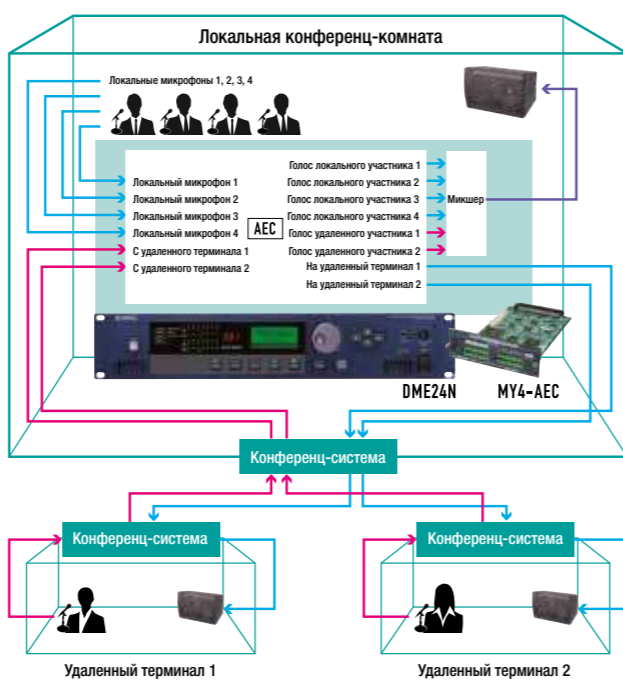 Локальная конференц-комната
Локальные микрофоны 1, 2, 3, 4
Локальный микрофон 1
Локальный микрофон 2
Локальный микрофон 3
Локальный микрофон 4
С удаленного терминала 1
С удаленного терминала 2
AEC
Голос локального участника 1
Голос локального участника 2
Голос локального участника 3
Голос локального участника 4
Голос удаленного участника 1
Голос удаленного участника 2
На удаленный терминал 1
На удаленный терминал 2
Микшер
DME24N
MY4-AEC
Конференц-система
Конференц-система
Конференц-система
Удаленный терминал 1
Удаленный терминал 2